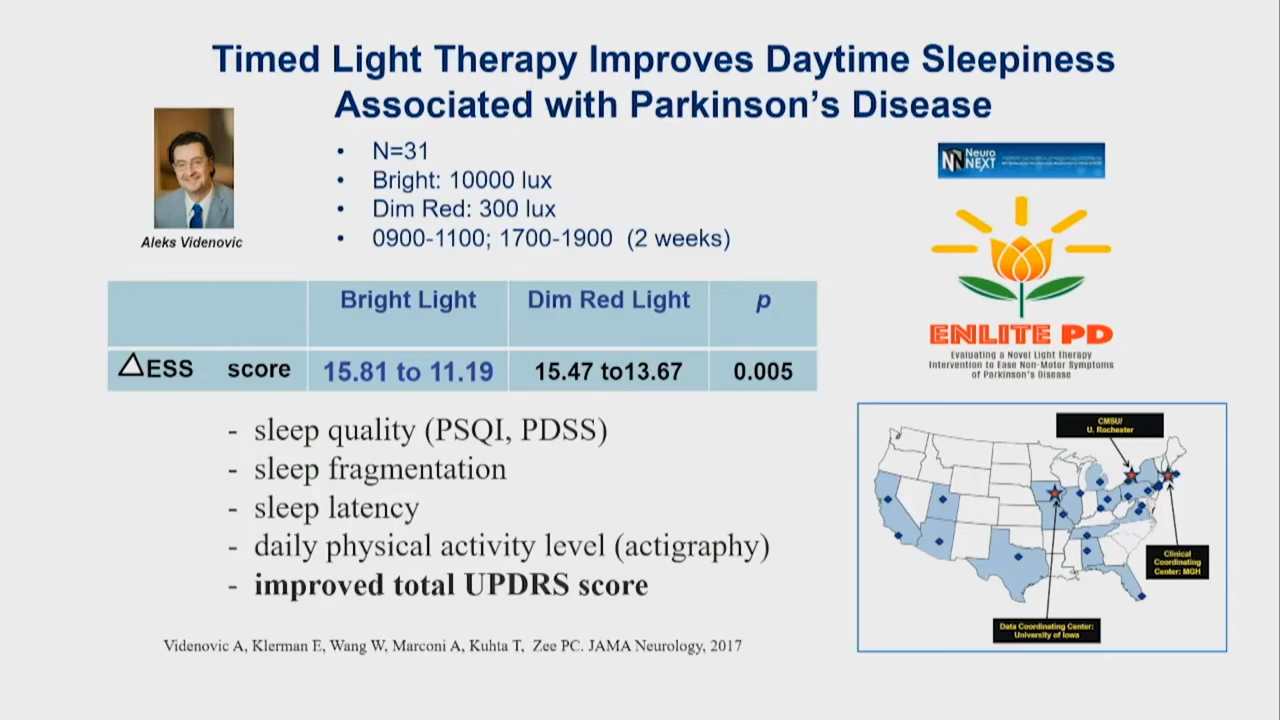 Timed Light Therapy Improves Daytime Sleepiness
Associated with Parkinson's Disease
Aleks Videnovic
• N=31
• Bright: 10000 lux
• Dim Red: 300 lux
• 0900-1100; 1700-1900 (2 weeks)
Neuro
NEXT
ENLITE PD
Evaluating a Novel Light Therapy
Intervention to Ease Non-Motor Symptoms
of Parkinson's Disease
Bright Light Dim Red Light p
△ESS score 15.81 to 11.19 15.47 to13.67 0.005
- sleep quality (PSQI, PDSS)
- sleep fragmentation
- sleep latency
- daily physical activity level (actigraphy)
- improved total UPDRS score
CMSU/
U. Rochester
Clinical
Coordinating
Center: MGH
Data Coordinating Center:
University of Iowa
Videnovic A, Klerman E, Wang W, Marconi A, Kuhta T, Zee PC. JAMA Neurology, 2017